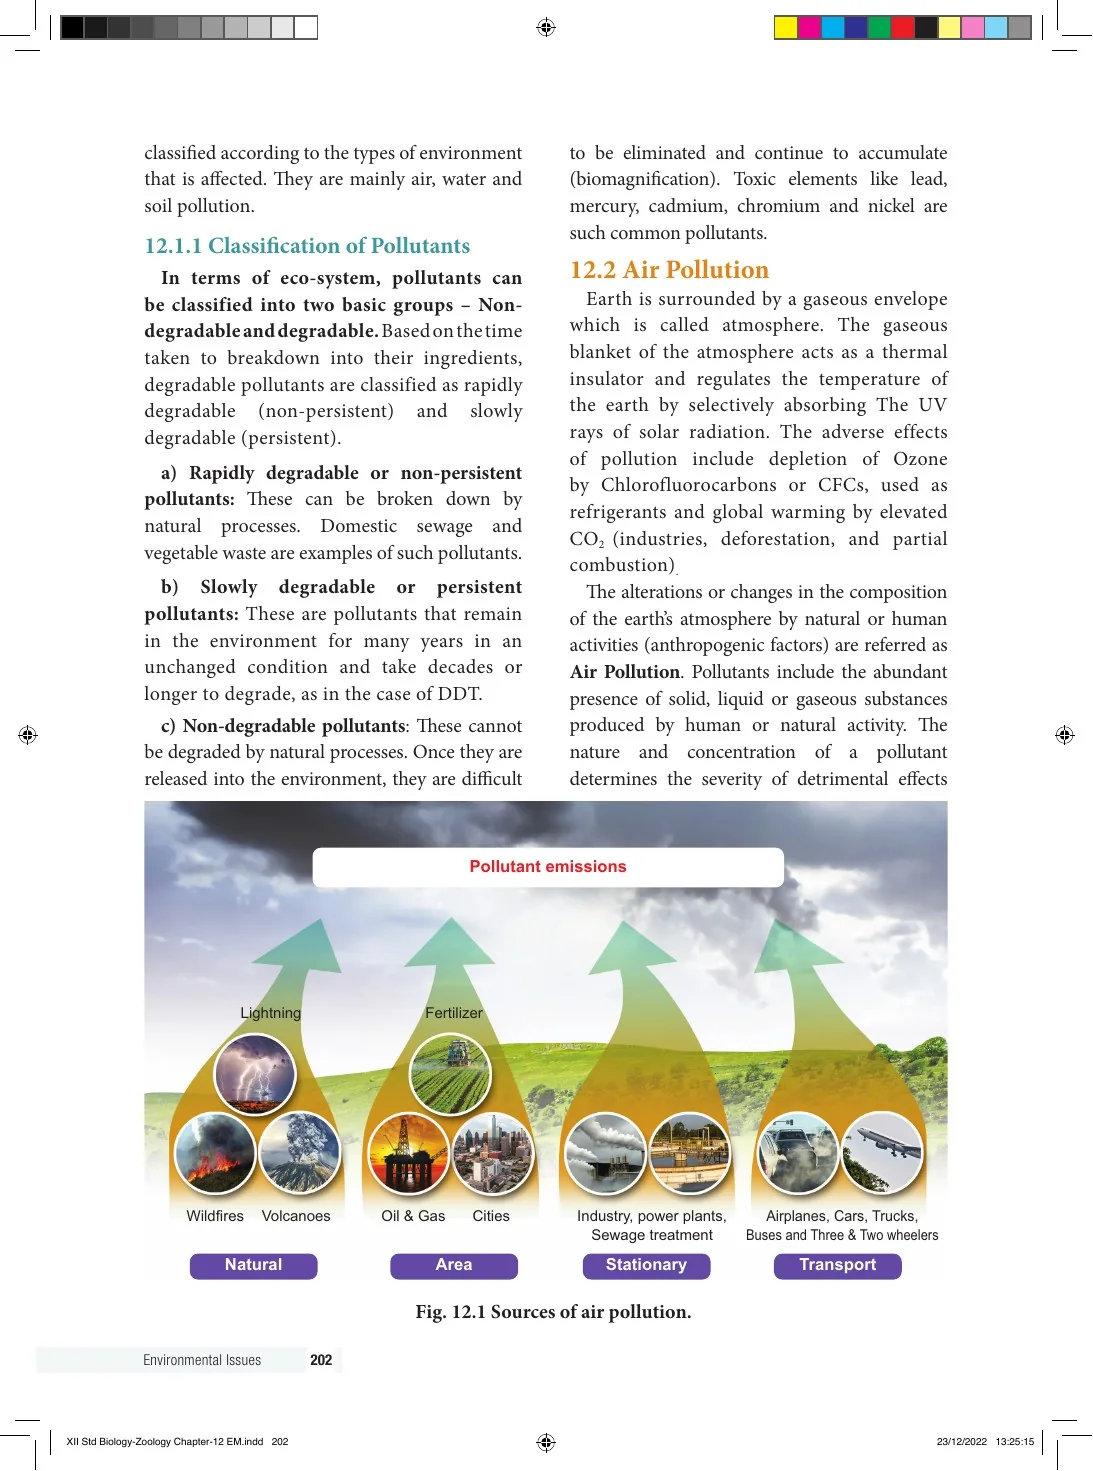 classified according to the types of environment
that is affected. They are mainly air, water and
soil pollution.
12.1.1 Classification of Pollutants
In terms of eco-system, pollutants can
be classified into two basic groups – Non-
degradable and degradable. Based on the time
taken to breakdown into their ingredients,
degradable pollutants are classified as rapidly
degradable (non-persistent) and slowly
degradable (persistent).
a) Rapidly degradable or non-persistent
pollutants: These can be broken down by
natural processes. Domestic sewage and
vegetable waste are examples of such pollutants.
b) Slowly degradable or persistent
pollutants: These are pollutants that remain
in the environment for many years in an
unchanged condition and take decades or
longer to degrade, as in the case of DDT.
c) Non-degradable pollutants: These cannot
be degraded by natural processes. Once they are
released into the environment, they are difficult
to be eliminated and continue to accumulate
(biomagnification). Toxic elements like lead,
mercury, cadmium, chromium and nickel are
such common pollutants.
12.2 Air Pollution
Earth is surrounded by a gaseous envelope
which is called atmosphere. The gaseous
blanket of the atmosphere acts as a thermal
insulator and regulates the temperature of
the earth by selectively absorbing The UV
rays of solar radiation. The adverse effects
of pollution include depletion of Ozone
by Chlorofluorocarbons or CFCs, used as
refrigerants and global warming by elevated
CO₂ (industries, deforestation, and partial
combustion).
The alterations or changes in the composition
of the earth's atmosphere by natural or human
activities (anthropogenic factors) are referred as
Air Pollution. Pollutants include the abundant
presence of solid, liquid or gaseous substances
produced by human or natural activity. The
nature and concentration of a pollutant
determines the severity of detrimental effects
Pollutant emissions
Lightning
Fertilizer
Wildfires Volcanoes
Oil & Gas Cities
Industry, power plants,
Sewage treatment
Airplanes, Cars, Trucks,
Buses and Three & Two wheelers
Natural
Area
Stationary
Transport
Fig. 12.1 Sources of air pollution.
Environmental Issues 202
XII Std Biology-Zoology Chapter-12 EM.indd 202
23/12/2022 13:25:15